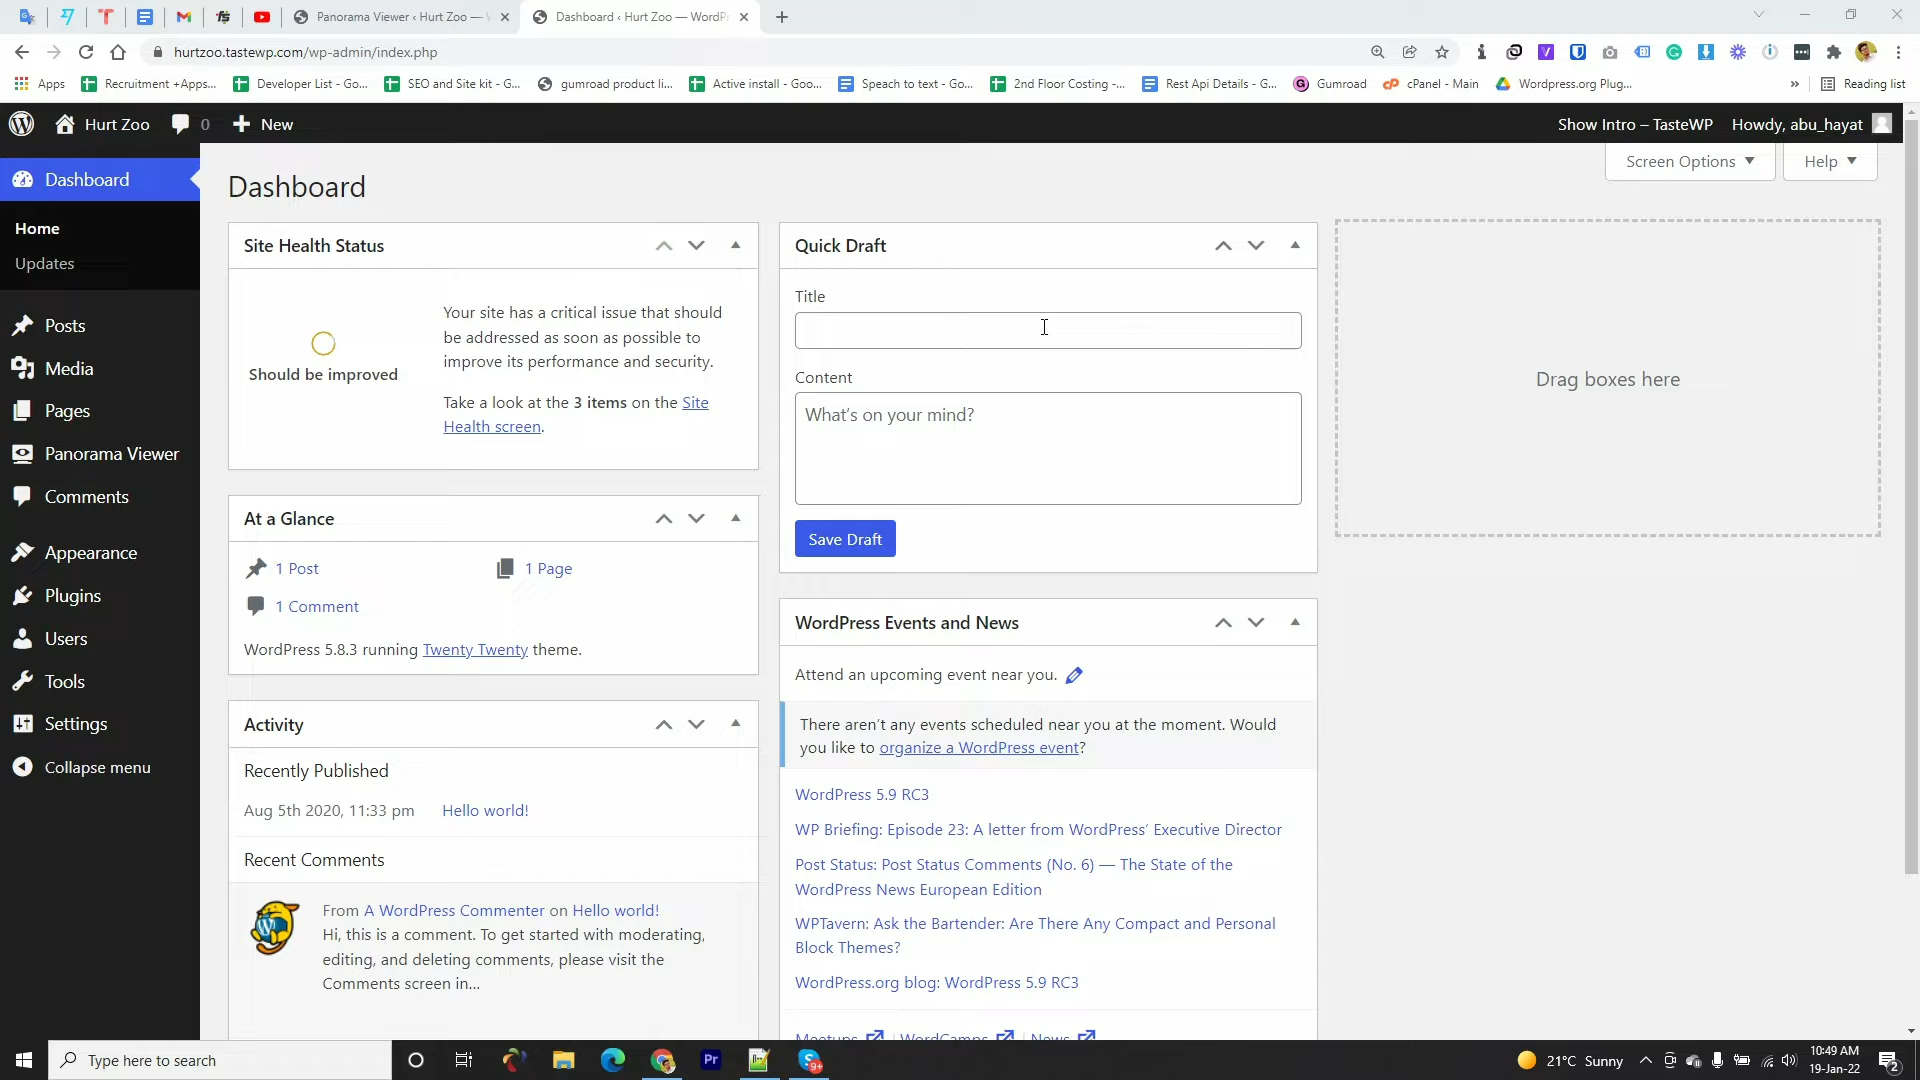 Panorama Viewer ‹ Hurt Zoo — W
Dashboard ‹ Hurt Zoo — WordPr
hurtzoo.tastewp.com/wp-admin/index.php
Apps
Recruitment +Apps...
Developer List - Go...
SEO and Site kit - G...
gumroad product li...
Active install - Goo...
Speach to text - Go...
2nd Floor Costing -...
Rest Api Details - G...
Gumroad
cPanel - Main
Wordpress.org Plug...
»
Reading list
Hurt Zoo
0
New
Show Intro – TasteWP
Howdy, abu_hayat
Dashboard
Home
Updates
Posts
Media
Pages
Panorama Viewer
Comments
Appearance
Plugins
Users
Tools
Settings
Collapse menu
Screen Options
Help
Dashboard
Site Health Status
Should be improved
Your site has a critical issue that should
be addressed as soon as possible to
improve its performance and security.
Take a look at the 3 items on the Site
Health screen.
At a Glance
1 Post
1 Page
1 Comment
WordPress 5.8.3 running Twenty Twenty theme.
Activity
Recently Published
Aug 5th 2020, 11:33 pm
Hello world!
Recent Comments
From A WordPress Commenter on Hello world!
Hi, this is a comment. To get started with moderating,
editing, and deleting comments, please visit the
Comments screen in...
Quick Draft
Title
Content
What's on your mind?
Save Draft
WordPress Events and News
Attend an upcoming event near you.
There aren't any events scheduled near you at the moment. Would
you like to organize a WordPress event?
WordPress 5.9 RC3
WP Briefing: Episode 23: A letter from WordPress' Executive Director
Post Status: Post Status Comments (No. 6) — The State of the
WordPress News European Edition
WPTavern: Ask the Bartender: Are There Any Compact and Personal
Block Themes?
WordPress.org blog: WordPress 5.9 RC3
Meetups | WordCamps | News
Drag boxes here
Type here to search
Pr
9+
21°C Sunny
10:49 AM
19-Jan-22
2